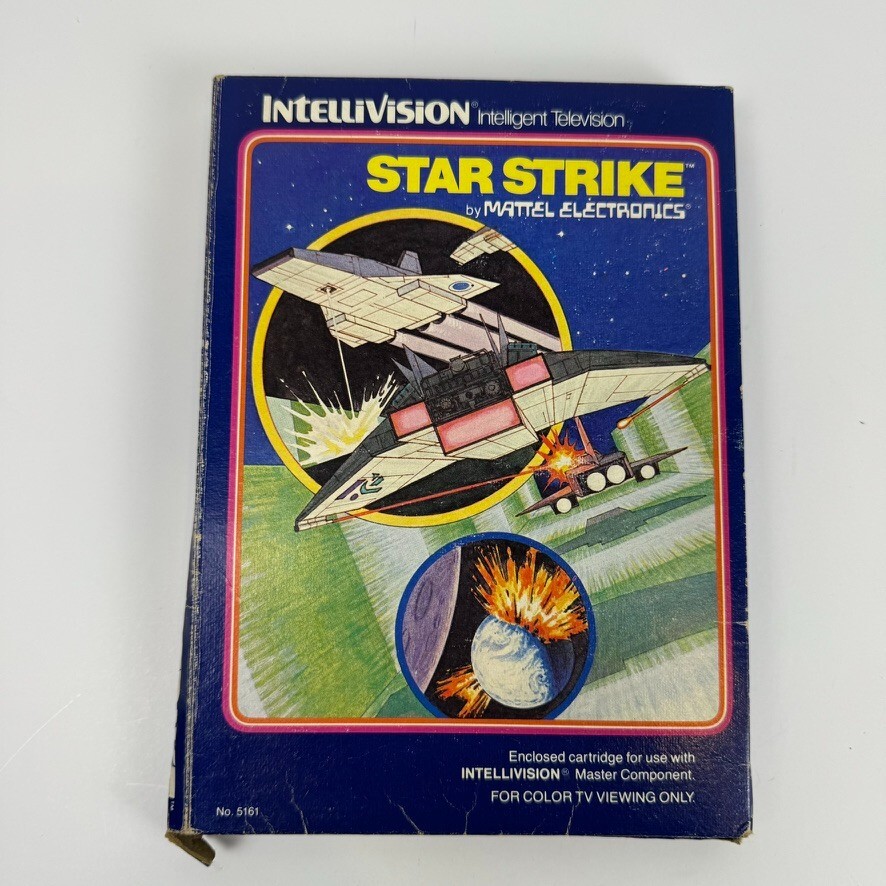 INTELLIVISION® Intelligent Television
STAR STRIKE™
by MATTEL ELECTRONICS®
Enclosed cartridge for use with
INTELLIVISION® Master Component.
FOR COLOR TV VIEWING ONLY.
No. 5161
TM